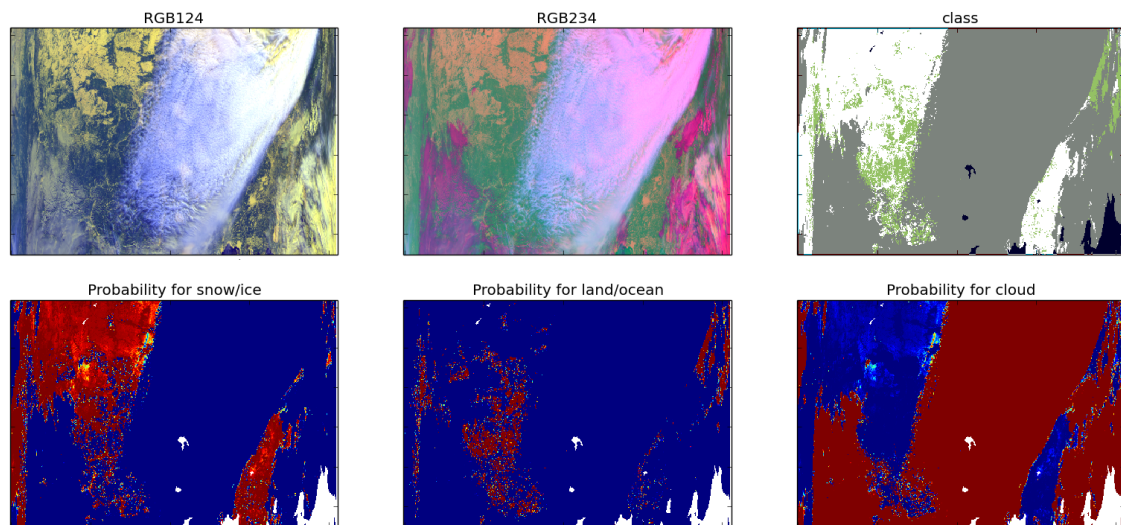 RGB124
RGB234
class
Probability for snow/ice
Probability for land/ocean
Probability for cloud